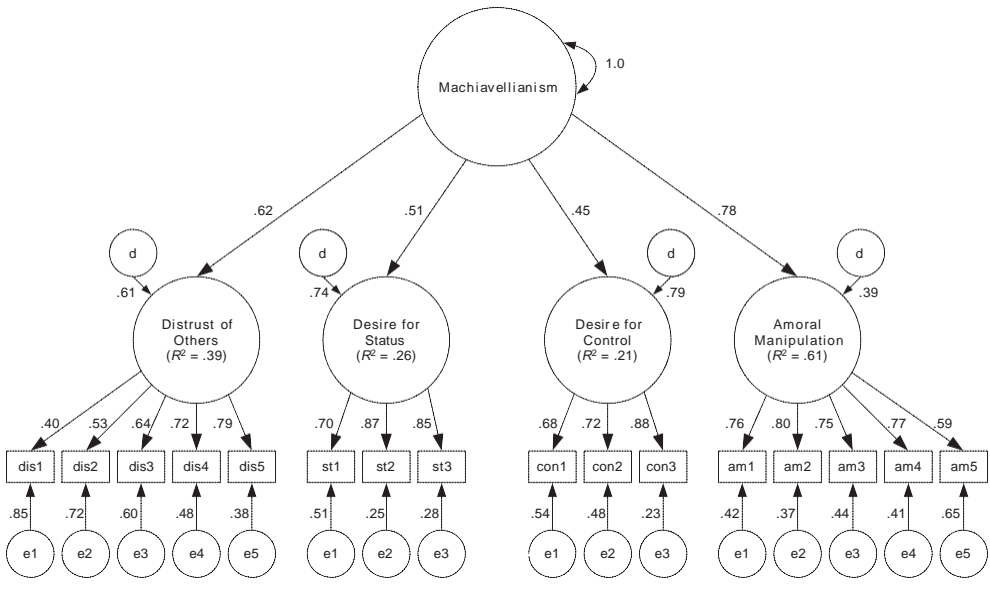 Machiavellianism
1.0
.62
.51
.45
.78
d
d
d
d
.61
.74
.79
.39
Distrust of
Others
(R² = .39)
Desire for
Status
(R² = .26)
Desire for
Control
(R² = .21)
Amoral
Manipulation
(R² = .61)
.40 .53 .64 .72 .79 .70 .87 .85 .68 .72 .88 .76 .80 .75 .77 .59
dis1 dis2 dis3 dis4 dis5 st1 st2 st3 con1 con2 con3 am1 am2 am3 am4 am5
.85 .72 .60 .48 .38 .51 .25 .28 .54 .48 .23 .42 .37 .44 .41 .65
e1 e2 e3 e4 e5 e1 e2 e3 e1 e2 e3 e1 e2 e3 e4 e5